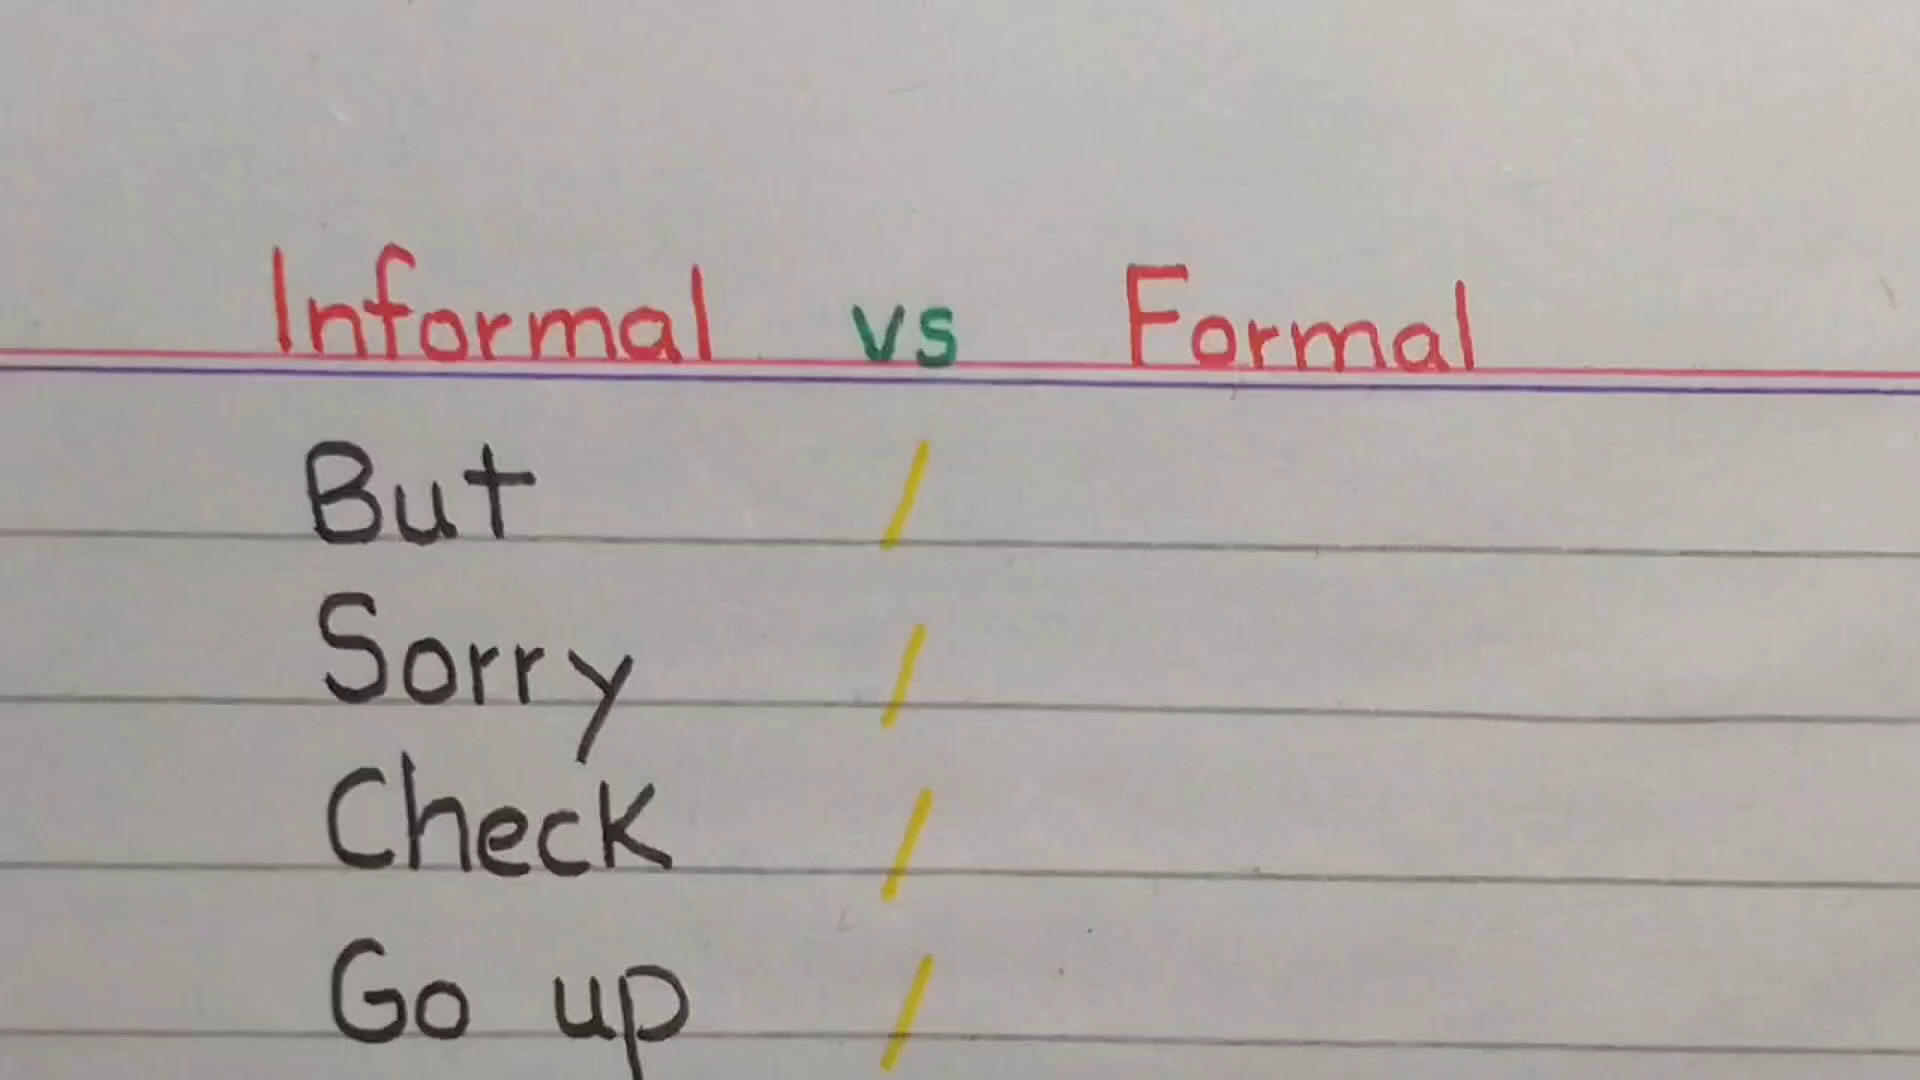 Informal vs Formal
But /
Sorry /
Check /
Go up /